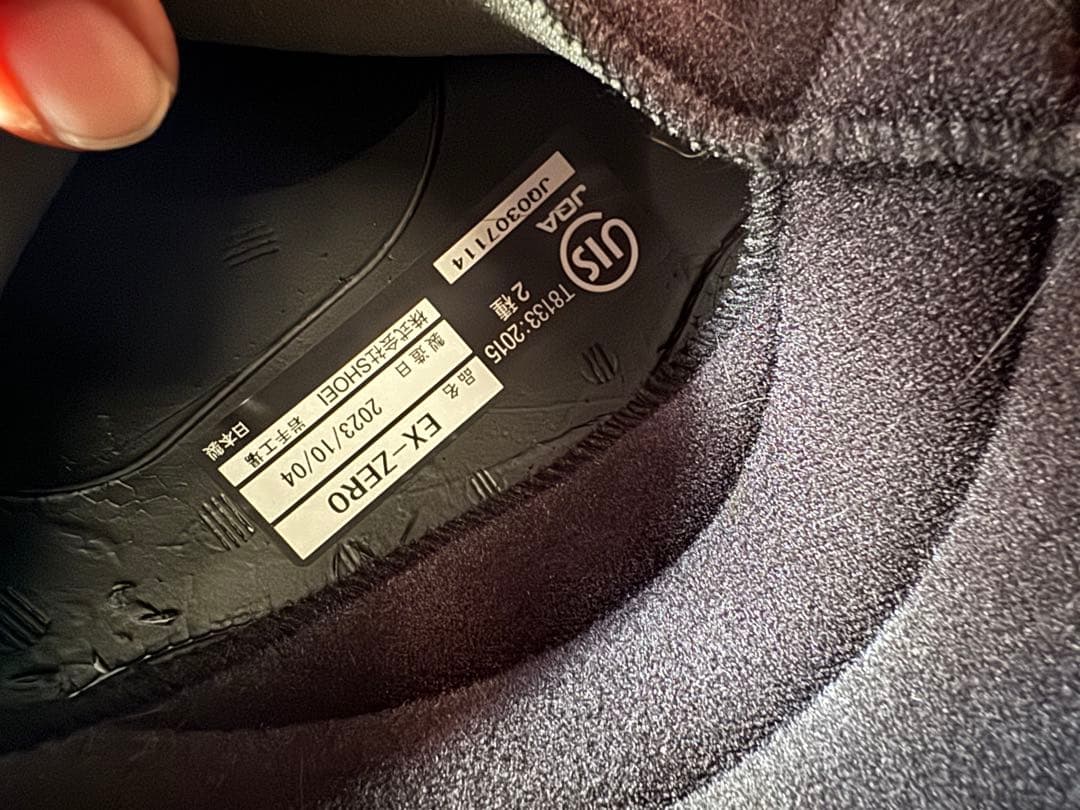 JIS
JQA
JQ0307114
T8133:2015
2種
品名 EX-ZERO
製造日 2023/10/04
株式会社SHOEI 岩手工場
日本製